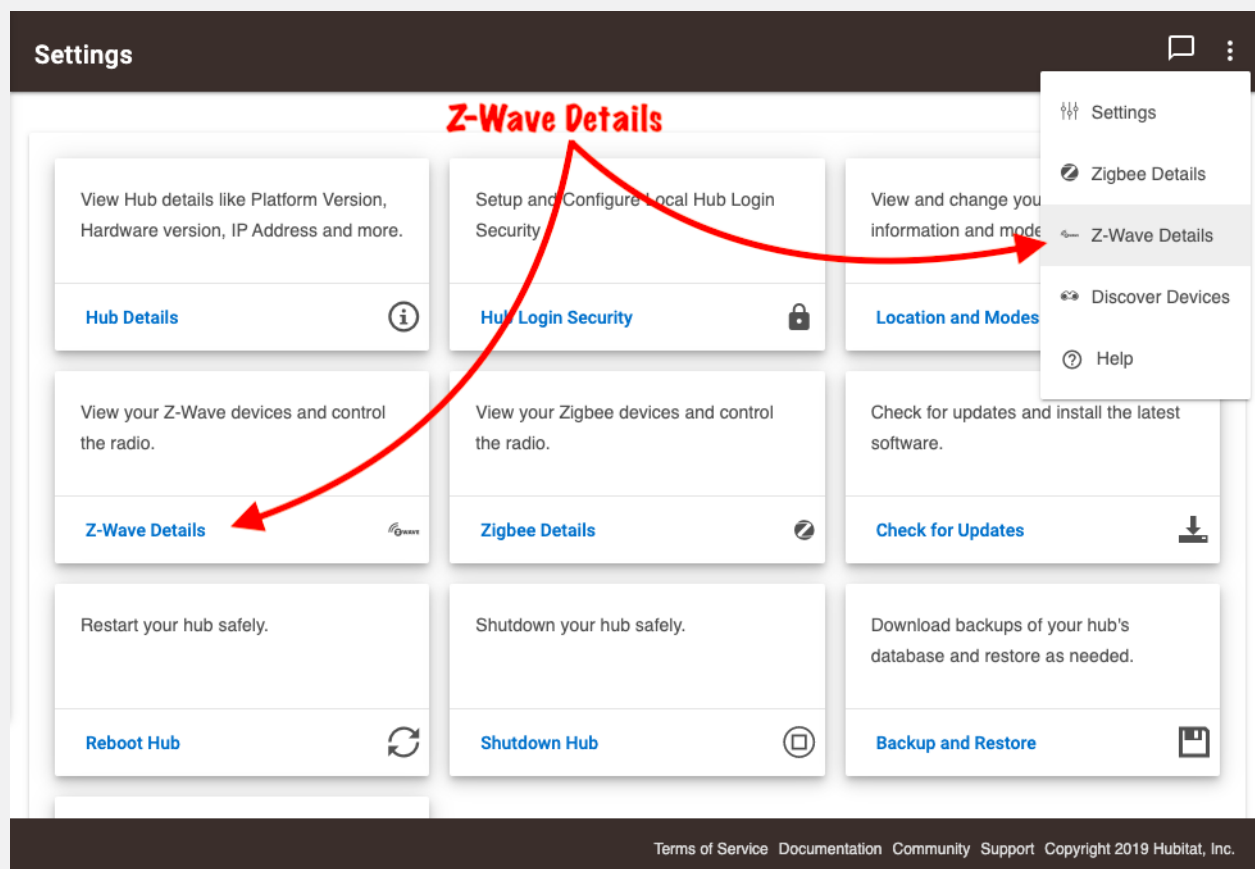 Settings
Settings
Zigbee Details
Z-Wave Details
Discover Devices
Help
Z-Wave Details
View Hub details like Platform Version,
Hardware version, IP Address and more.
Hub Details
Setup and Configure Local Hub Login
Security
Hub Login Security
View and change you
information and mode
Location and Modes
View your Z-Wave devices and control
the radio.
Z-Wave Details
View your Zigbee devices and control
the radio.
Zigbee Details
Check for updates and install the latest
software.
Check for Updates
Restart your hub safely.
Reboot Hub
Shutdown your hub safely.
Shutdown Hub
Download backups of your hub's
database and restore as needed.
Backup and Restore
Terms of Service Documentation Community Support Copyright 2019 Hubitat, Inc.